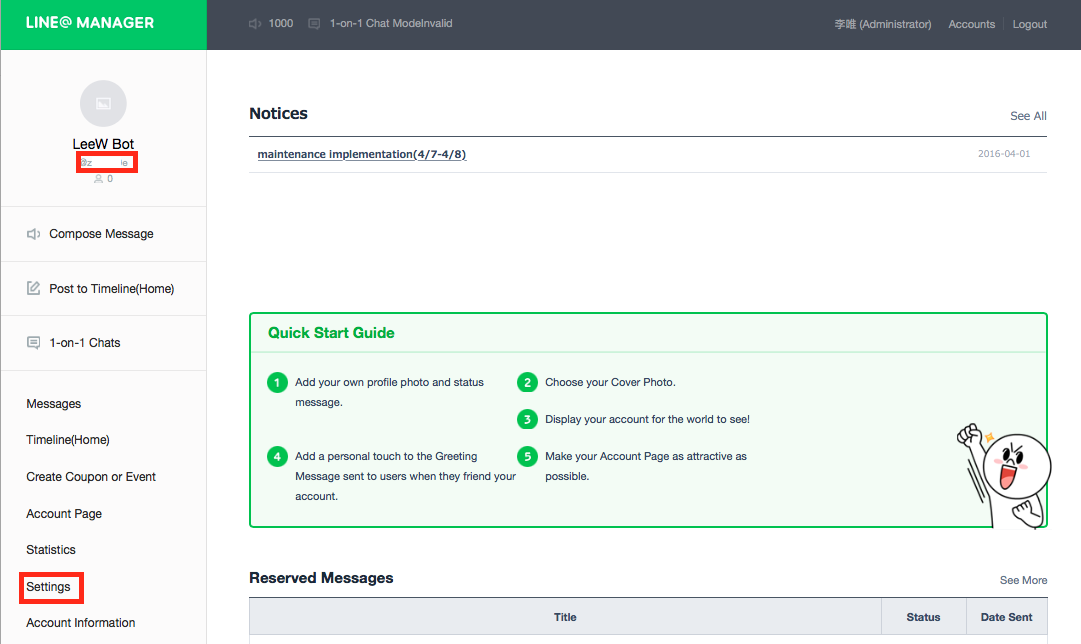 LINE@ MANAGER
1000
1-on-1 Chat ModeInvalid
李唯 (Administrator)
Accounts
Logout
LeeW Bot
@z
0
Compose Message
Post to Timeline(Home)
1-on-1 Chats
Messages
Timeline(Home)
Create Coupon or Event
Account Page
Statistics
Settings
Account Information
Notices
See All
maintenance implementation(4/7-4/8)
2016-04-01
Quick Start Guide
1 Add your own profile photo and status
message.
2 Choose your Cover Photo.
3 Display your account for the world to see!
4 Add a personal touch to the Greeting
Message sent to users when they friend your
account.
5 Make your Account Page as attractive as
possible.
Reserved Messages
See More
Title
Status
Date Sent